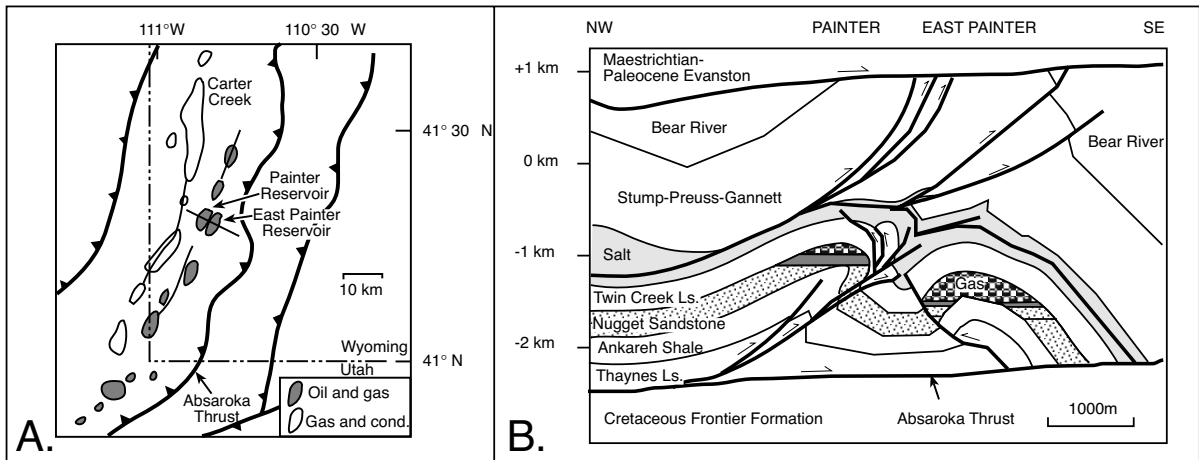 111° W
110° 30 W
Carter
Creek
41° 30 N
Painter
Reservoir
East Painter
Reservoir
10 km
Wyoming
41° N
Utah
Absaroka
Thrust
Oil and gas
Gas and cond.
A.
NW
PAINTER
EAST PAINTER
SE
+1 km
0 km
-1 km
-2 km
Maestrichtian-
Paleocene Evanston
Bear River
Bear River
Stump-Preuss-Gannett
Salt
Gas
Twin Creek Ls.
Nugget Sandstone
Ankareh Shale
Thaynes Ls.
Cretaceous Frontier Formation
Absaroka Thrust
1000m
B.